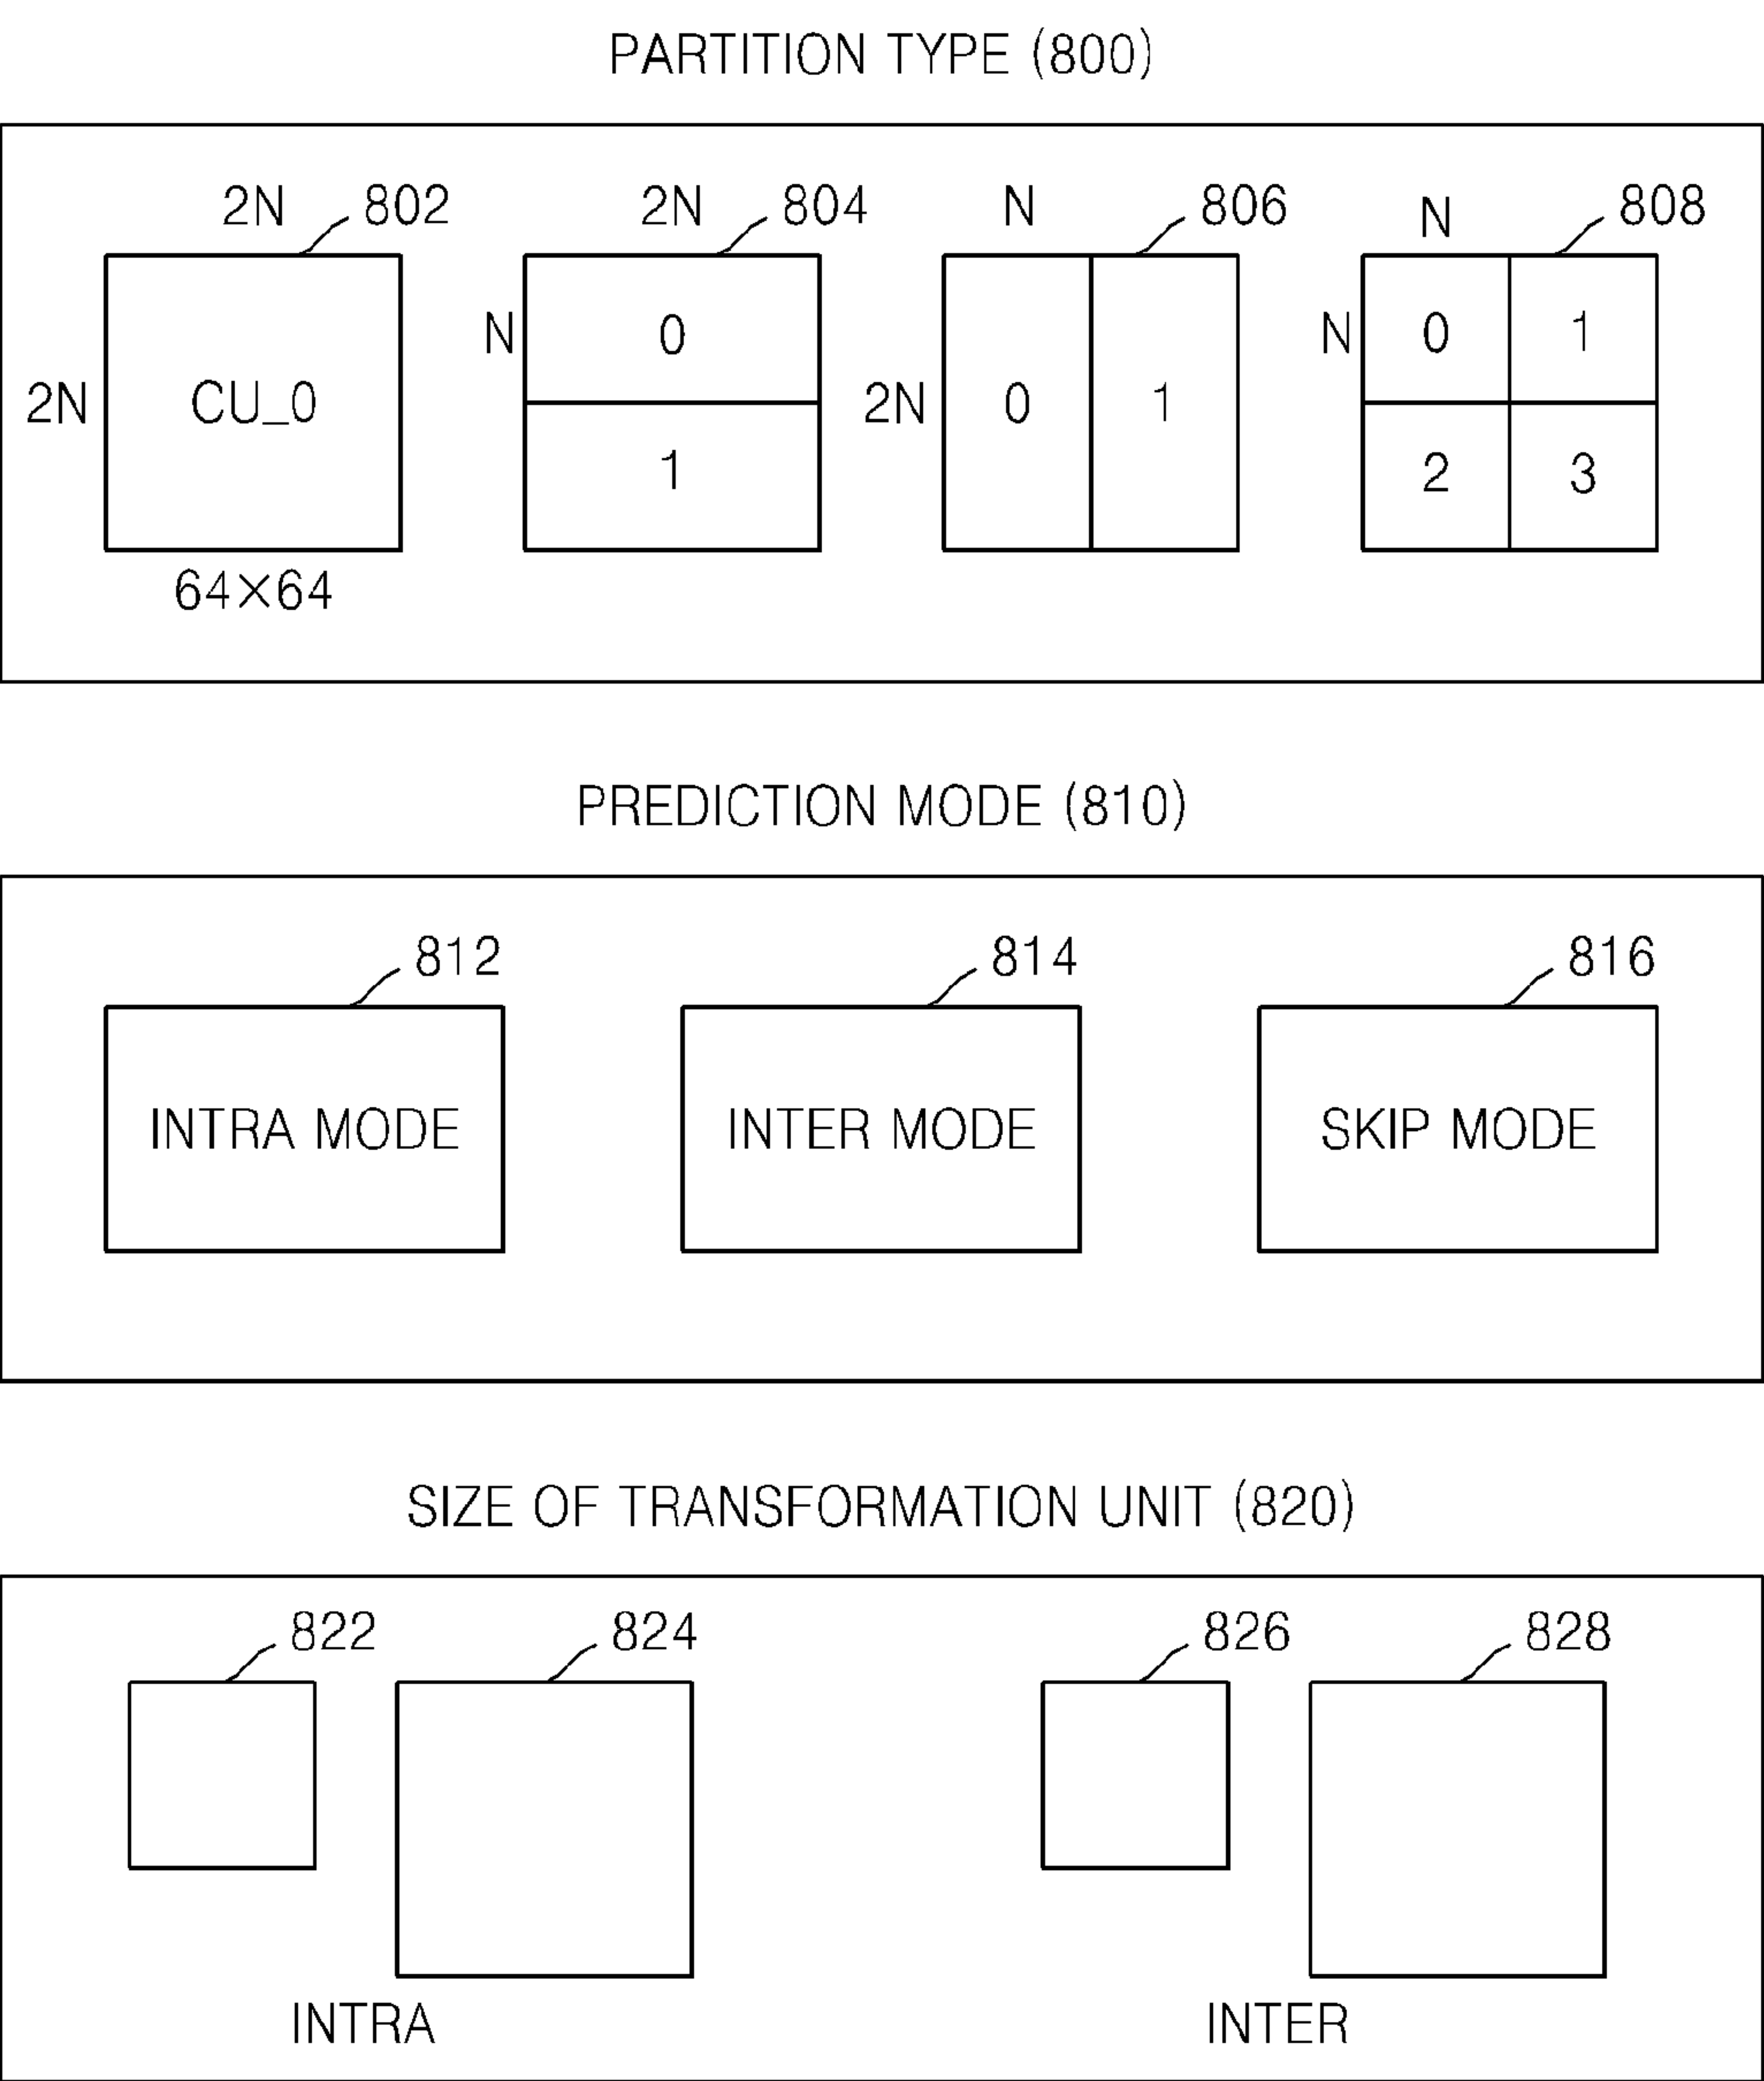 PARTITION TYPE (800)
2N 802 2N 804 N 806 N 808
N 0 N 0 1
2N CU_0 2N 0 1
1 2 3
64×64
PREDICTION MODE (810)
812 814 816
INTRA MODE INTER MODE SKIP MODE
SIZE OF TRANSFORMATION UNIT (820)
822 824 826 828
INTRA INTER